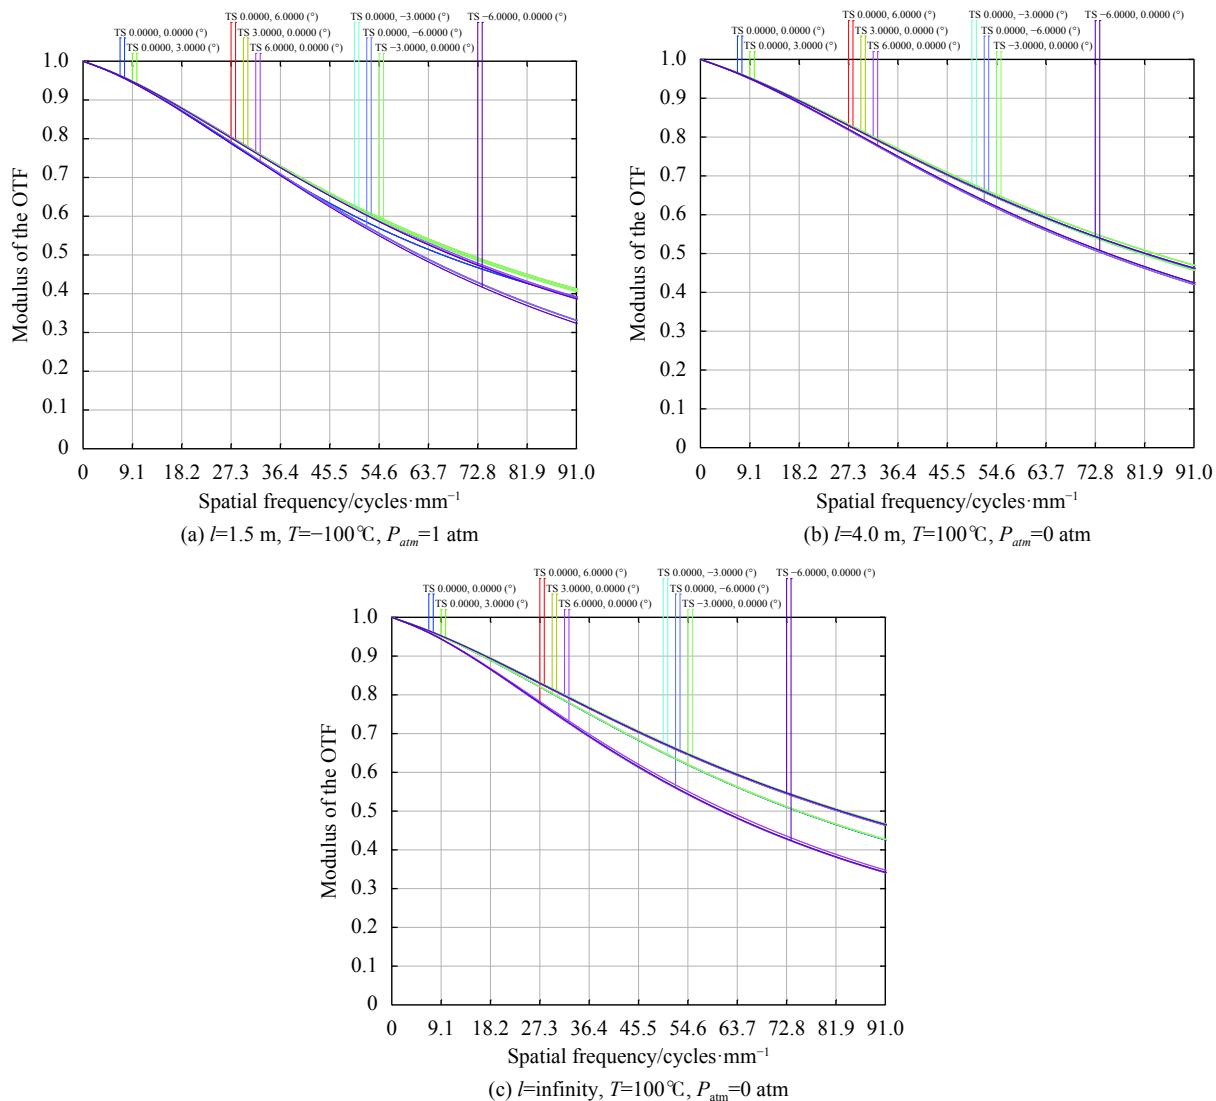 TS 0.0000, 6.0000 (°) TS 0.0000, −3.0000 (°) TS −6.0000, 0.0000 (°)
TS 0.0000, 0.0000 (°) TS 3.0000, 0.0000 (°) TS 0.0000, −6.0000 (°)
TS 0.0000, 3.0000 (°) TS 6.0000, 0.0000 (°) TS −3.0000, 0.0000 (°)
1.0
0.9
0.8
0.7
0.6
0.5
0.4
0.3
0.2
0.1
0
Modulus of the OTF
0 9.1 18.2 27.3 36.4 45.5 54.6 63.7 72.8 81.9 91.0
Spatial frequency/cycles·mm⁻¹
(a) l=1.5 m, T=−100℃, Patm=1 atm
TS 0.0000, 6.0000 (°) TS 0.0000, −3.0000 (°) TS −6.0000, 0.0000 (°)
TS 0.0000, 0.0000 (°) TS 3.0000, 0.0000 (°) TS 0.0000, −6.0000 (°)
TS 0.0000, 3.0000 (°) TS 6.0000, 0.0000 (°) TS −3.0000, 0.0000 (°)
1.0
0.9
0.8
0.7
0.6
0.5
0.4
0.3
0.2
0.1
0
Modulus of the OTF
0 9.1 18.2 27.3 36.4 45.5 54.6 63.7 72.8 81.9 91.0
Spatial frequency/cycles·mm⁻¹
(b) l=4.0 m, T=100℃, Patm=0 atm
TS 0.0000, 6.0000 (°) TS 0.0000, −3.0000 (°) TS −6.0000, 0.0000 (°)
TS 0.0000, 0.0000 (°) TS 3.0000, 0.0000 (°) TS 0.0000, −6.0000 (°)
TS 0.0000, 3.0000 (°) TS 6.0000, 0.0000 (°) TS −3.0000, 0.0000 (°)
1.0
0.9
0.8
0.7
0.6
0.5
0.4
0.3
0.2
0.1
0
Modulus of the OTF
0 9.1 18.2 27.3 36.4 45.5 54.6 63.7 72.8 81.9 91.0
Spatial frequency/cycles·mm⁻¹
(c) l=infinity, T=100℃, Patm=0 atm